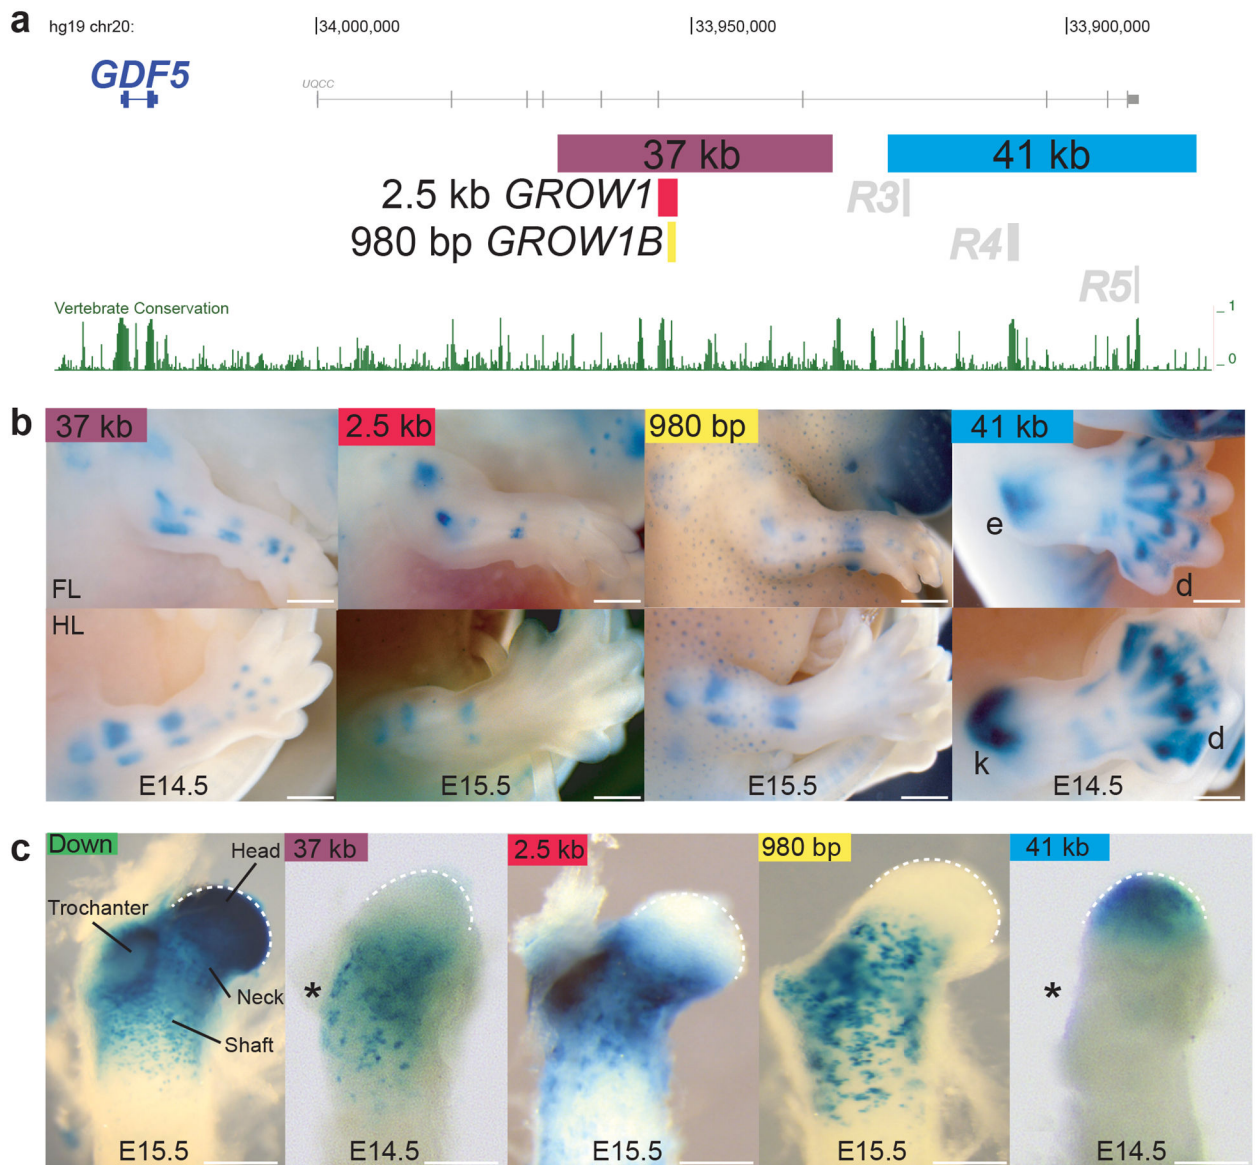 a
hg19 chr20:
34,000,000
33,950,000
33,900,000
GDF5
UQCC
37 kb
41 kb
2.5 kb GROW1
R3
980 bp GROW1B
R4
R5
Vertebrate Conservation
1
0
b
37 kb
2.5 kb
980 bp
41 kb
e
FL
d
HL
d
k
E14.5
E15.5
E15.5
E14.5
c
Down
37 kb
2.5 kb
980 bp
41 kb
Head
Trochanter
Neck
*
*
Shaft
E15.5
E14.5
E15.5
E15.5
E14.5